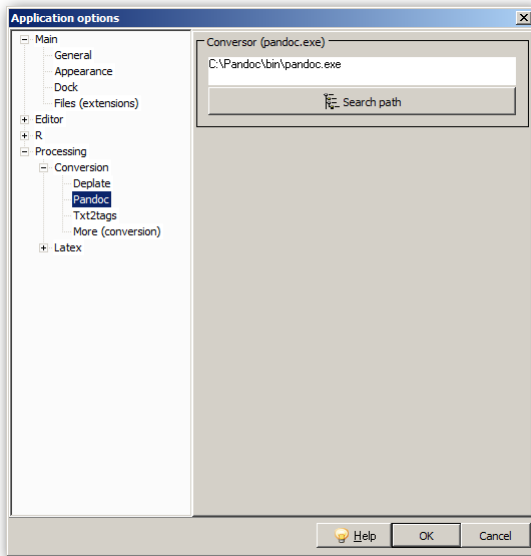 Application options
Main
General
Appearance
Dock
Files (extensions)
Editor
R
Processing
Conversion
Deplate
Pandoc
Txt2tags
More (conversion)
Latex
Conversor (pandoc.exe)
C:\Pandoc\bin\pandoc.exe
Search path
Help
OK
Cancel